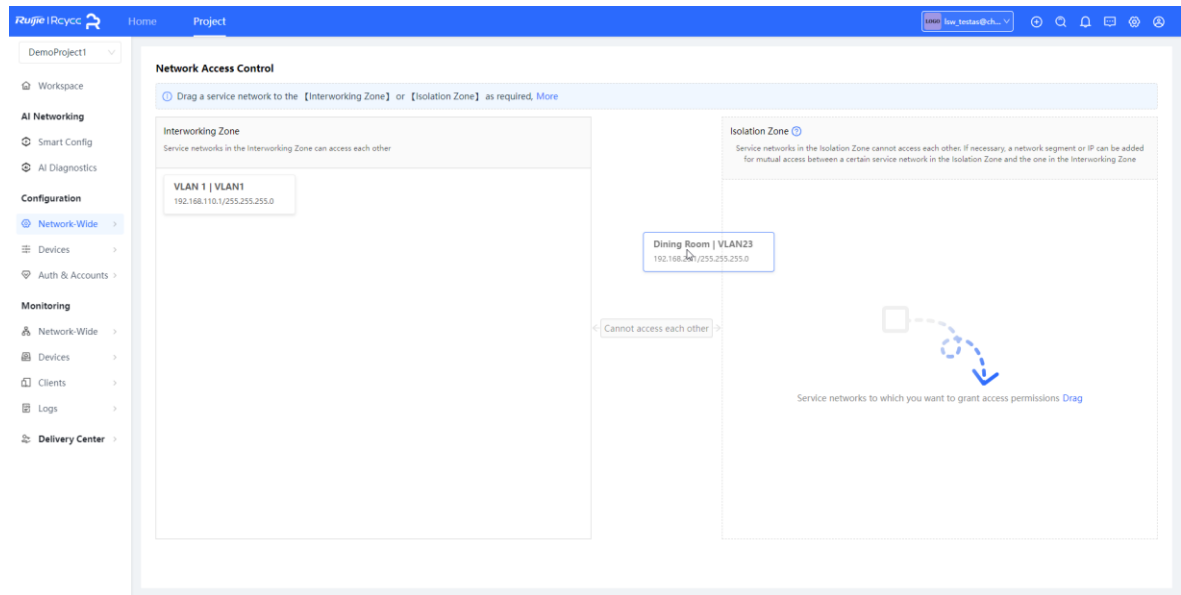 Ruijie | Rcycc Home Project LOGO lsw_testas@ch...
DemoProject1
Workspace
AI Networking
Smart Config
AI Diagnostics
Configuration
Network-Wide
Devices
Auth & Accounts
Monitoring
Network-Wide
Devices
Clients
Logs
Delivery Center
Network Access Control
Drag a service network to the 【Interworking Zone】 or 【Isolation Zone】 as required, More
Interworking Zone
Service networks in the Interworking Zone can access each other
VLAN 1 | VLAN1
192.168.110.1/255.255.255.0
Dining Room | VLAN23
/255.255.255.0
Cannot access each other
Isolation Zone
Service networks in the Isolation Zone cannot access each other. If necessary, a network segment or IP can be added
for mutual access between a certain service network in the Isolation Zone and the one in the Interworking Zone
Service networks to which you want to grant access permissions Drag